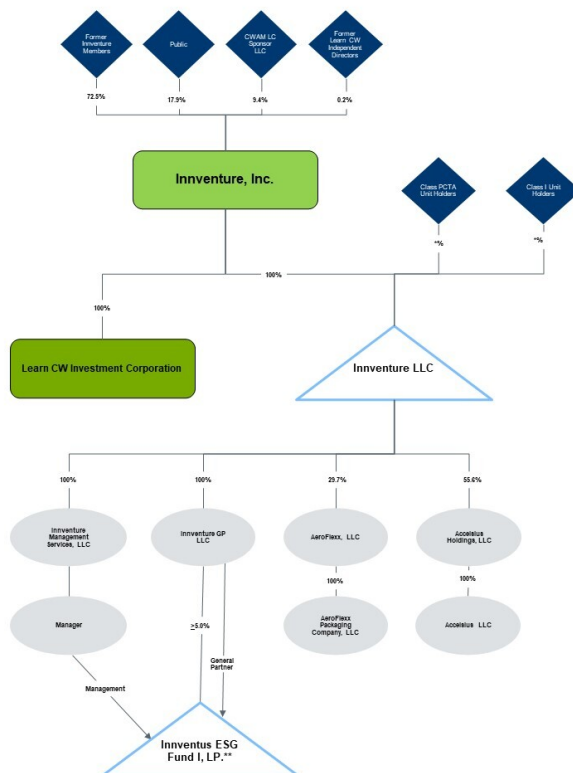 Former
Innventure
Members
Public
CWAM LC
Sponsor
LLC
Former
Learn CW
Independent
Directors
72.5%
17.9%
9.4%
0.2%
Innventure, Inc.
Class PCTA
Unit Holders
Class I Unit
Holders
*%
*%
100%
100%
Learn CW Investment Corporation
Innventure LLC
100%
100%
29.7%
55.6%
Innventure
Management
Services, LLC
Innventure GP
LLC
AeroFlexx, LLC
Accelsius
Holdings, LLC
100%
100%
Manager
AeroFlexx
Packaging
Company, LLC
Accelsius LLC
≥5.0%
General
Partner
Management
Innventus ESG
Fund I, LP.**